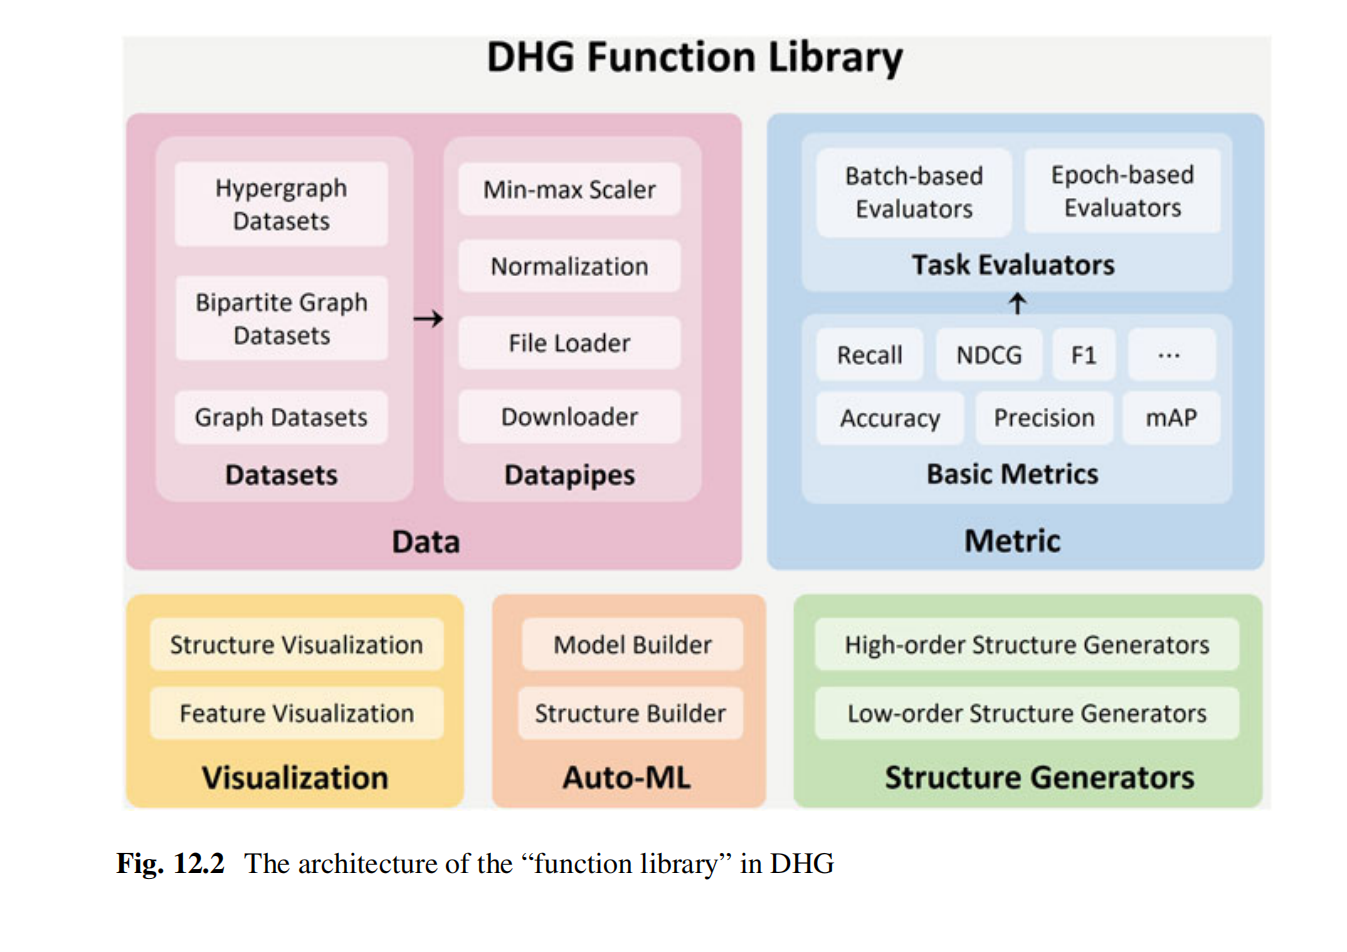 DHG Function Library
Hypergraph
Datasets
Bipartite Graph
Datasets
Graph Datasets
Datasets
Min-max Scaler
Normalization
File Loader
Downloader
Datapipes
Data
Batch-based
Evaluators
Epoch-based
Evaluators
Task Evaluators
Recall
NDCG
F1
...
Accuracy
Precision
mAP
Basic Metrics
Metric
Structure Visualization
Feature Visualization
Visualization
Model Builder
Structure Builder
Auto-ML
High-order Structure Generators
Low-order Structure Generators
Structure Generators
Fig. 12.2 The architecture of the “function library” in DHG